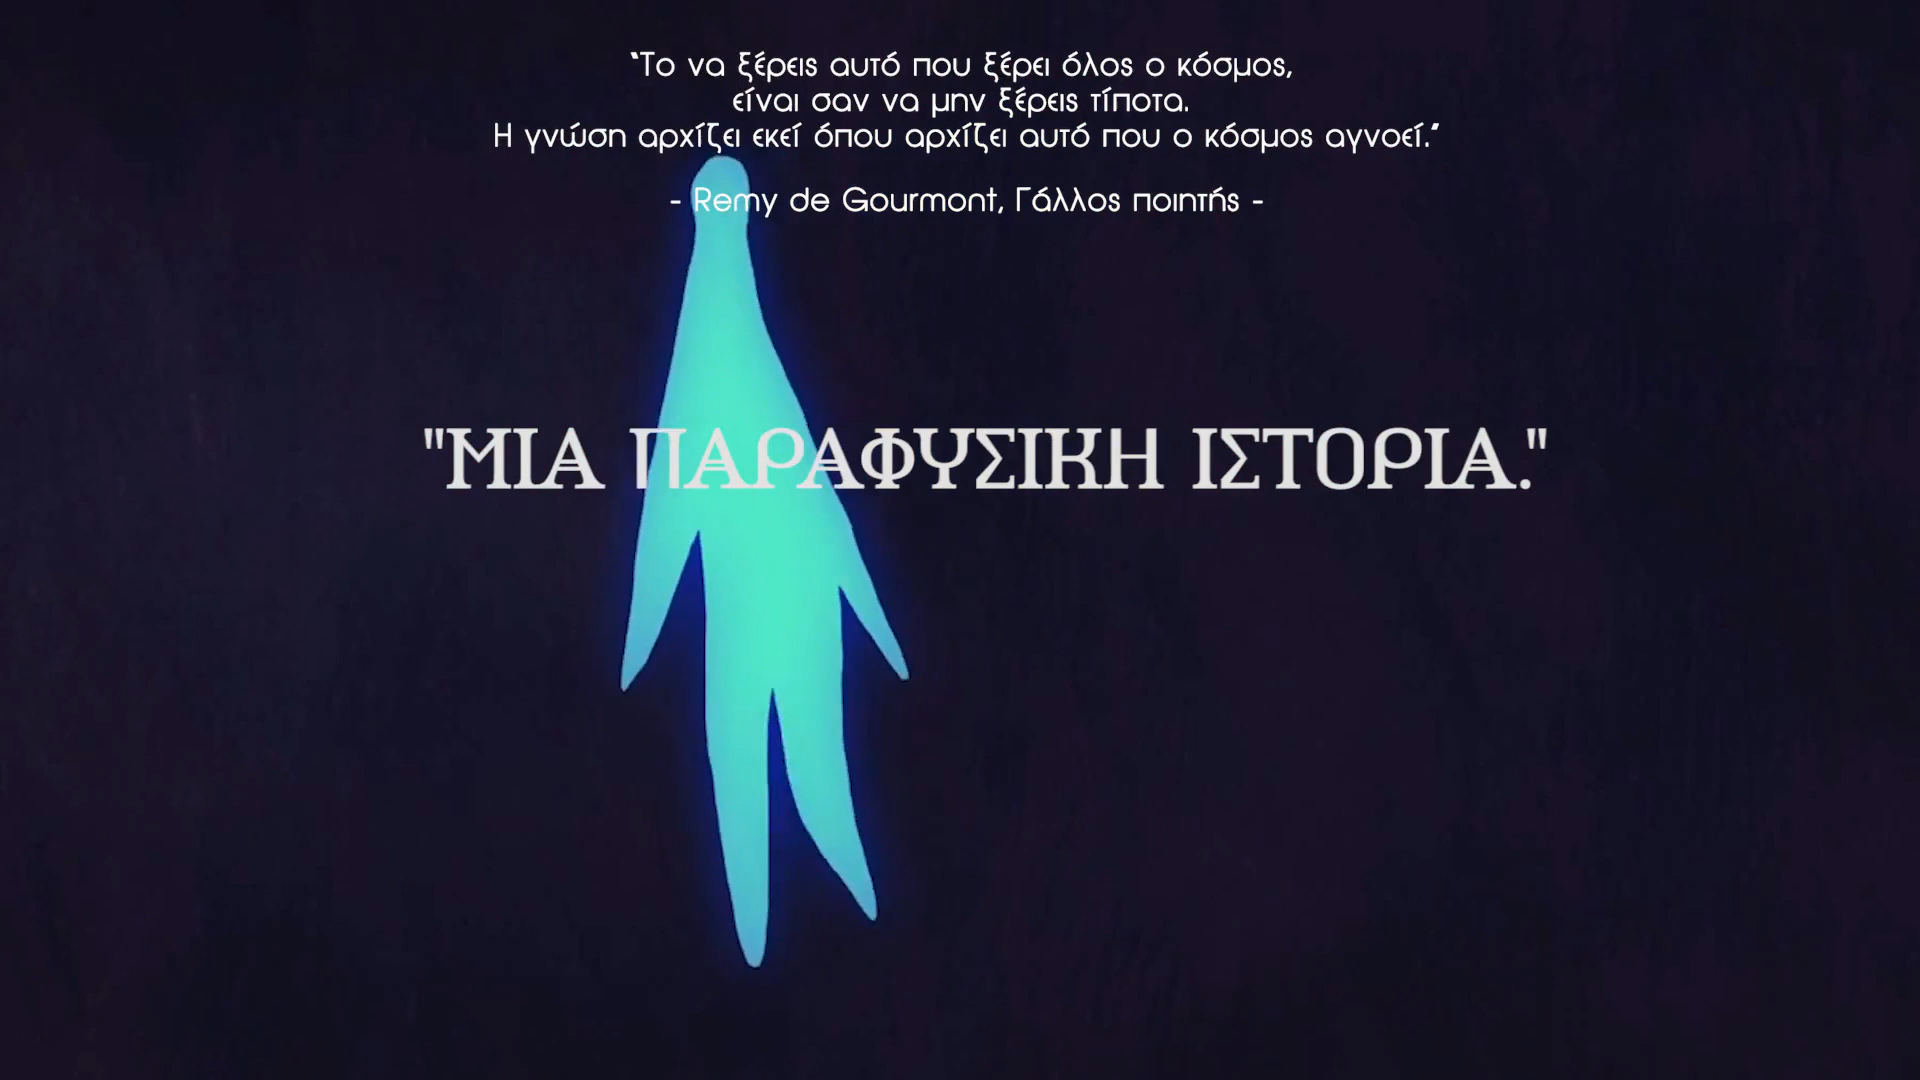 “Το να ξέρεις αυτό που ξέρει όλος ο κόσμος,
είναι σαν να μην ξέρεις τίποτα.
Η γνώση αρχίζει εκεί όπου αρχίζει αυτό που ο κόσμος αγνοεί.”
- Remy de Gourmont, Γάλλος ποιητής -
"ΜΙΑ ΠΑΡΑΦΥΣΙΚΗ ΙΣΤΟΡΙΑ."